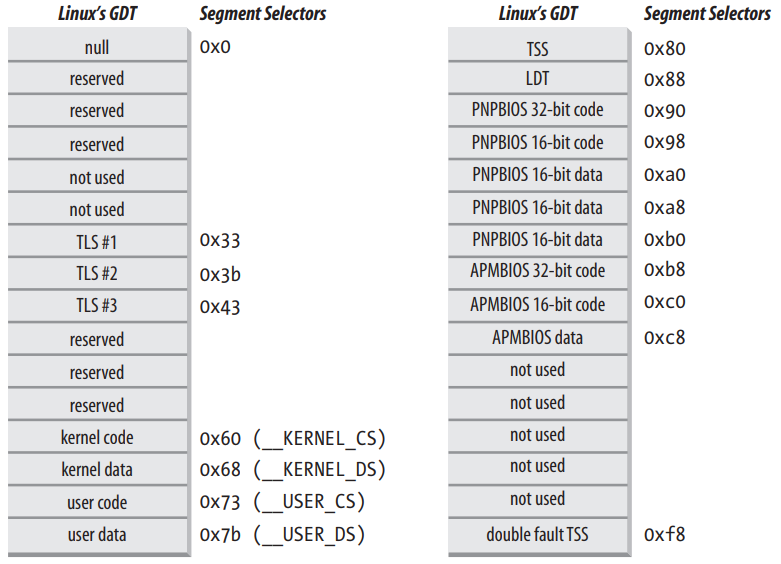 Linux's GDT Segment Selectors
null 0x0
reserved
reserved
reserved
not used
not used
TLS #1 0x33
TLS #2 0x3b
TLS #3 0x43
reserved
reserved
reserved
kernel code 0x60 (__KERNEL_CS)
kernel data 0x68 (__KERNEL_DS)
user code 0x73 (__USER_CS)
user data 0x7b (__USER_DS)
Linux's GDT Segment Selectors
TSS 0x80
LDT 0x88
PNPBIOS 32-bit code 0x90
PNPBIOS 16-bit code 0x98
PNPBIOS 16-bit data 0xa0
PNPBIOS 16-bit data 0xa8
PNPBIOS 16-bit data 0xb0
APMBIOS 32-bit code 0xb8
APMBIOS 16-bit code 0xc0
APMBIOS data 0xc8
not used
not used
not used
not used
not used
double fault TSS 0xf8